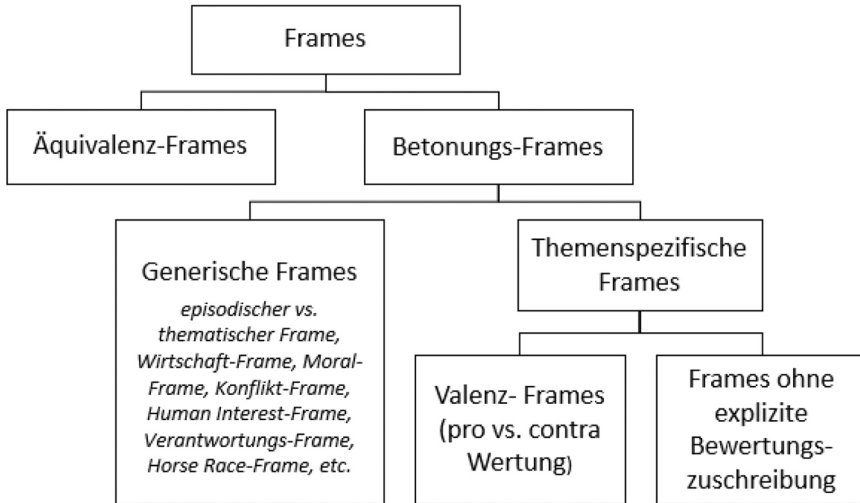 Frames
Äquivalenz-Frames
Betonungs-Frames
Generische Frames
episodischer vs.
thematischer Frame,
Wirtschaft-Frame, Moral-
Frame, Konflikt-Frame,
Human Interest-Frame,
Verantwortungs-Frame,
Horse Race-Frame, etc.
Themenspezifische
Frames
Valenz- Frames
(pro vs. contra
Wertung)
Frames ohne
explizite
Bewertungs-
zuschreibung